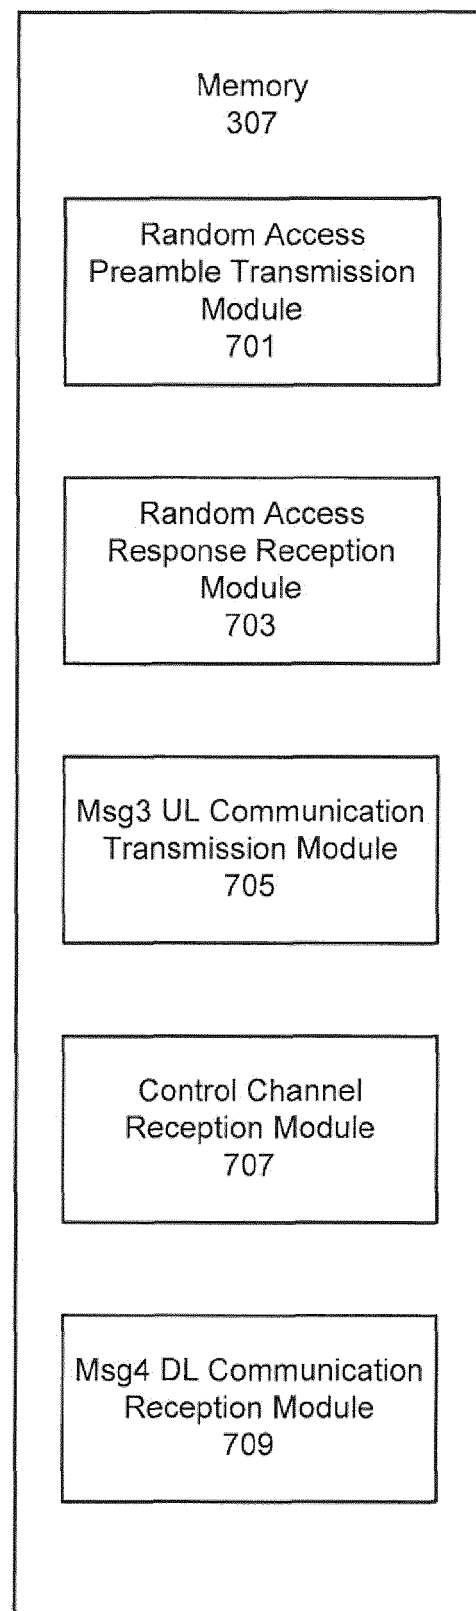 Memory
307
Random Access
Preamble Transmission
Module
701
Random Access
Response Reception
Module
703
Msg3 UL Communication
Transmission Module
705
Control Channel
Reception Module
707
Msg4 DL Communication
Reception Module
709